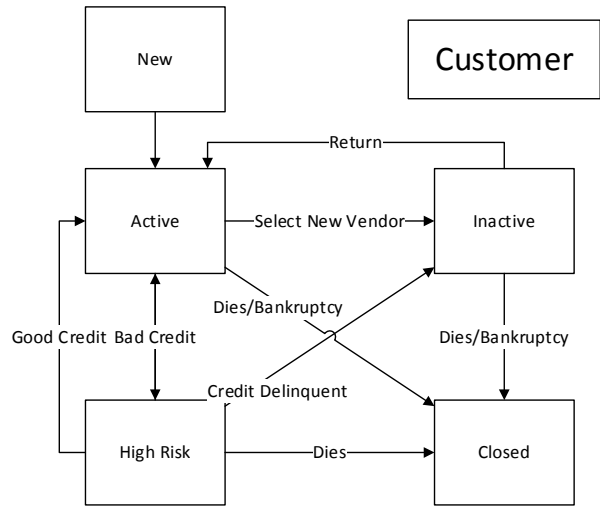 New
Customer
Return
Active
Select New Vendor
Inactive
Dies/Bankruptcy
Good Credit
Bad Credit
Dies/Bankruptcy
Credit Delinquent
High Risk
Dies
Closed